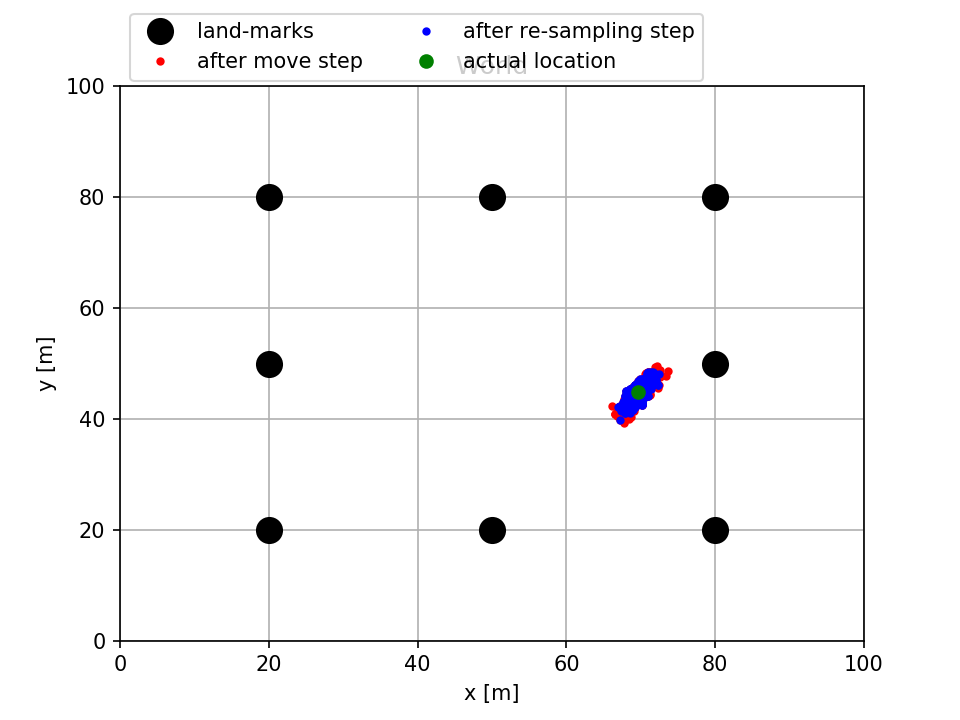 land-marks
after re-sampling step
after move step
actual location
World
100
80
60
40
20
0
y [m]
0 20 40 60 80 100
x [m]